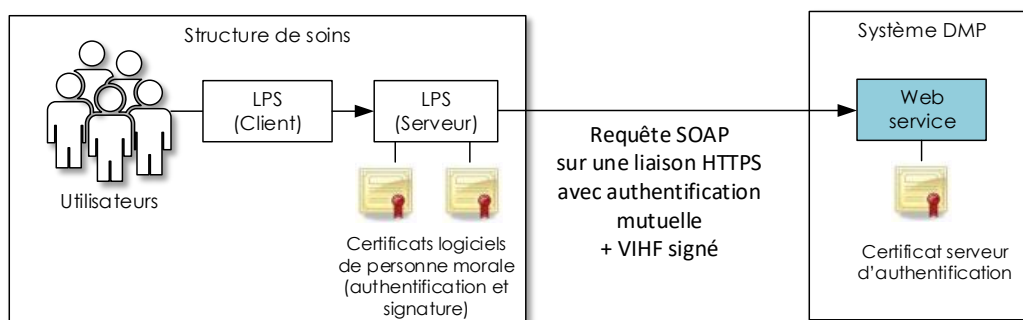 Structure de soins
Utilisateurs
LPS
(Client)
LPS
(Serveur)
Certificats logiciels
de personne morale
(authentification et
signature)
Requête SOAP
sur une liaison HTTPS
avec authentification
mutuelle
+ VIHF signé
Système DMP
Web
service
Certificat serveur
d'authentification